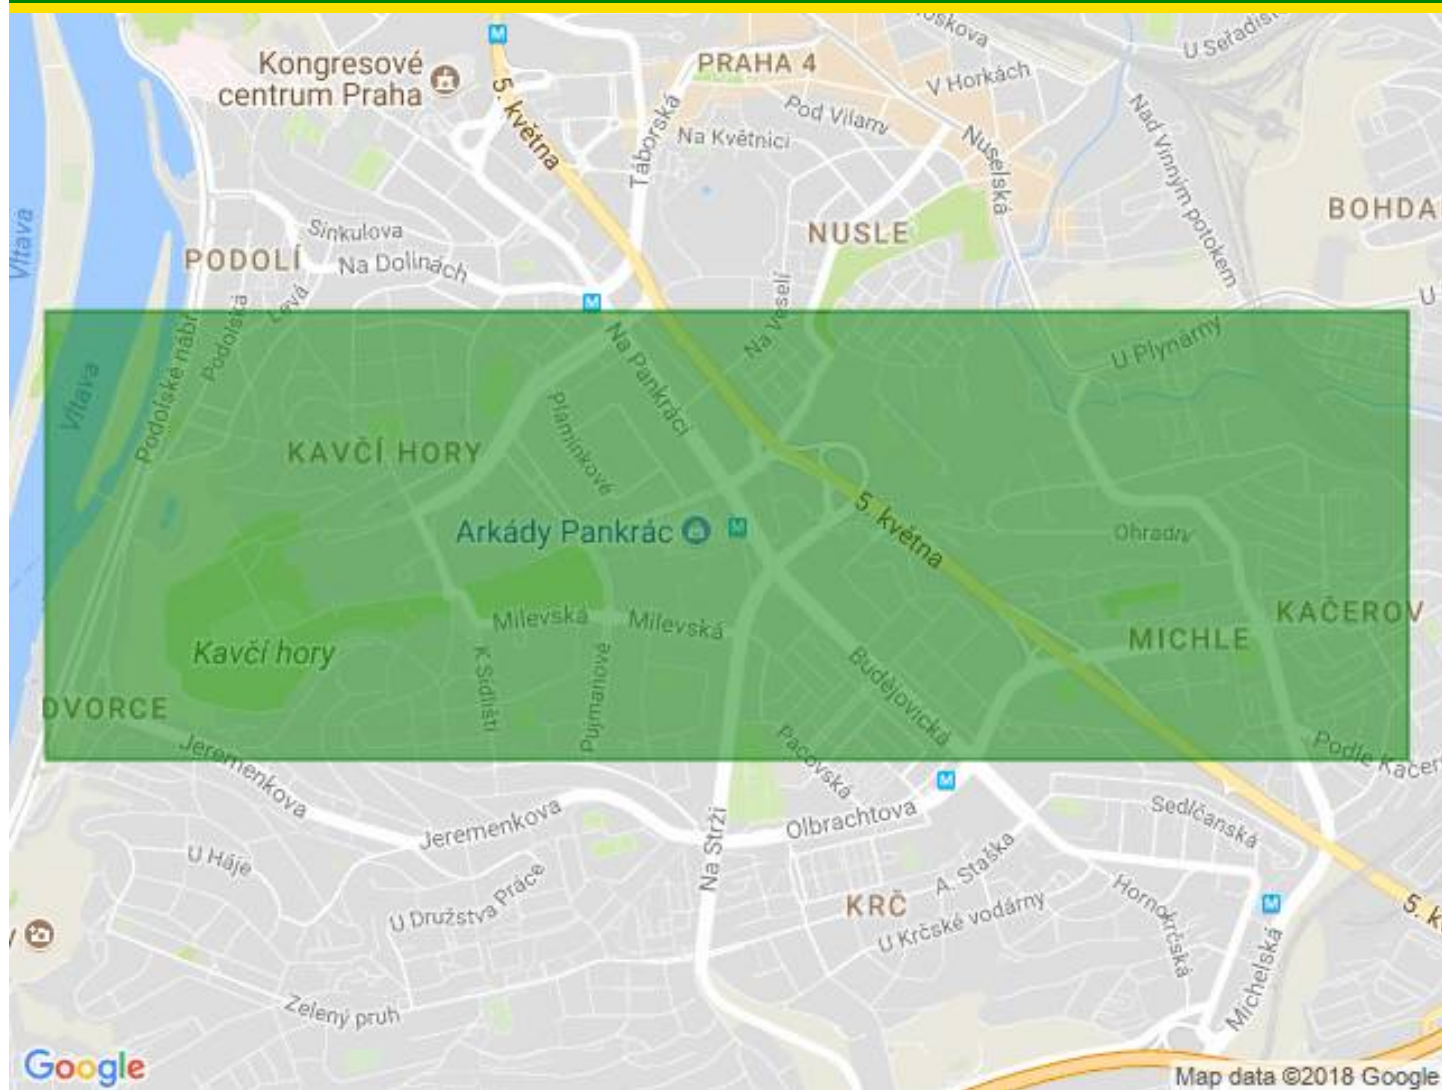 U Seřadiš
Kongresové
centrum Praha
PRAHA 4
V Horkách
5. května
Pod Vilami
Táborská
Na Květnici
Nuselská
Nad Vinným potokem
Vltava
Sinkulova
NUSLE
BOHDA
PODOLÍ
Na Dolinách
U
Levá
Podolská
Na Veselí
Podolské nábř
Na Pankráci
U Plynárny
Vltava
Plamínkové
KAVČÍ HORY
5. května
Arkády Pankrác
Ohradní
Milevská
Milevská
KAČEROV
MICHLE
Kavčí hory
K Sídlišti
Pujmanové
Budějovická
DVORCE
Jeremenkova
Pacovská
Podle Kačer
Jeremenkova
Olbrachtova
Sedlčanská
Na Strži
U Háje
A. Staška
U Družstva Práce
KRČ
Hornokrčská
5. k
U Krčské vodárny
Michelská
Zelený pruh
Google
Map data ©2018 Google